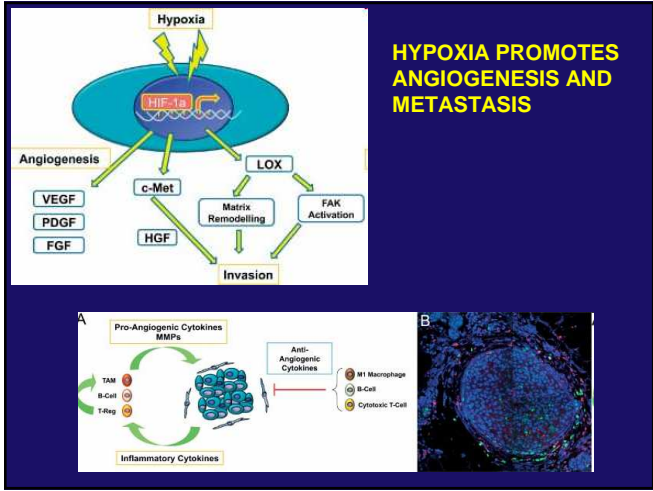 Hypoxia
HYPOXIA PROMOTES
ANGIOGENESIS AND
METASTASIS
HIF-1a
Angiogenesis
VEGF
PDGF
FGF
c-Met
HGF
LOX
Matrix
Remodelling
FAK
Activation
Invasion
A
Pro-Angiogenic Cytokines
MMPs
TAM
B-Cell
T-Reg
Inflammatory Cytokines
Anti-
Angiogenic
Cytokines
M1 Macrophage
B-Cell
Cytotoxic T-Cell
B